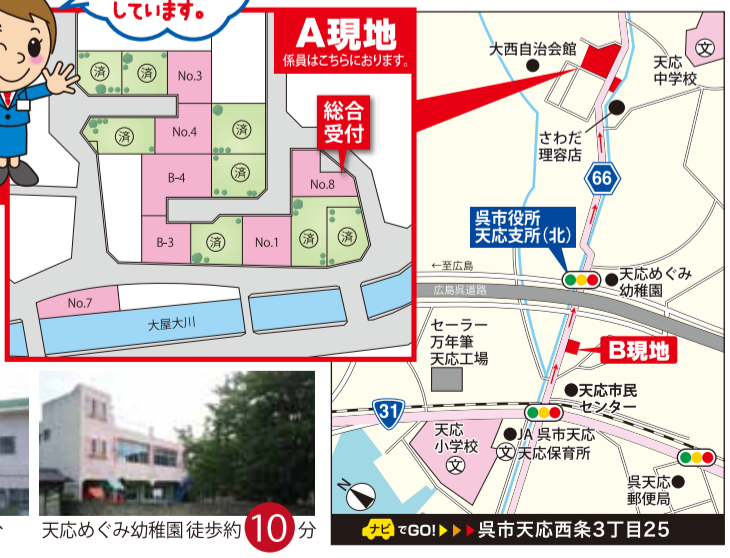 しています。
A現地
係員はこちらにおります。
済
済
No.3
総合
受付
済
No.4
済
B-4
済
No.8
B-3
済
No.1
済
済
No.7
大屋大川
大西自治会館
文
天応
中学校
さわだ
理容店
66
呉市役所
天応支所(北)
←至広島
天応めぐみ
幼稚園
広島呉道路
セーラー
万年筆
天応工場
B現地
31
天応市民
センター
天応
小学校
文
JA 呉市天応
文 天応保育所
呉天応
郵便局
N
ナビでGO! 呉市天応西条3丁目25
天応めぐみ幼稚園 徒歩約10分